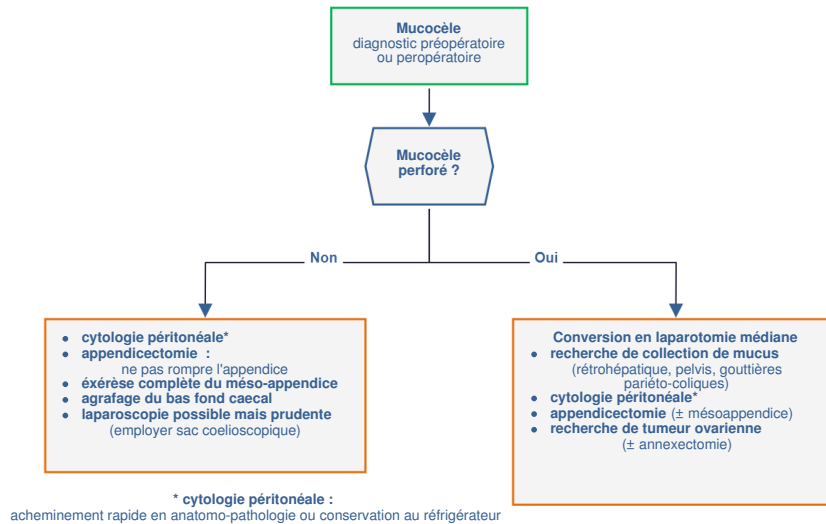 Mucocèle
diagnostic préopératoire
ou peropératoire
Mucocèle
perforé ?
Non
Oui
• cytologie péritonéale*
• appendicectomie :
ne pas rompre l'appendice
• éxérèse complète du méso-appendice
• agrafage du bas fond caecal
• laparoscopie possible mais prudente
(employer sac coelioscopique)
Conversion en laparotomie médiane
• recherche de collection de mucus
(rétrohépatique, pelvis, gouttières
pariéto-coliques)
• cytologie péritonéale*
• appendicectomie (± mésoappendice)
• recherche de tumeur ovarienne
(± annexectomie)
* cytologie péritonéale :
acheminement rapide en anatomo-pathologie ou conservation au réfrigérateur